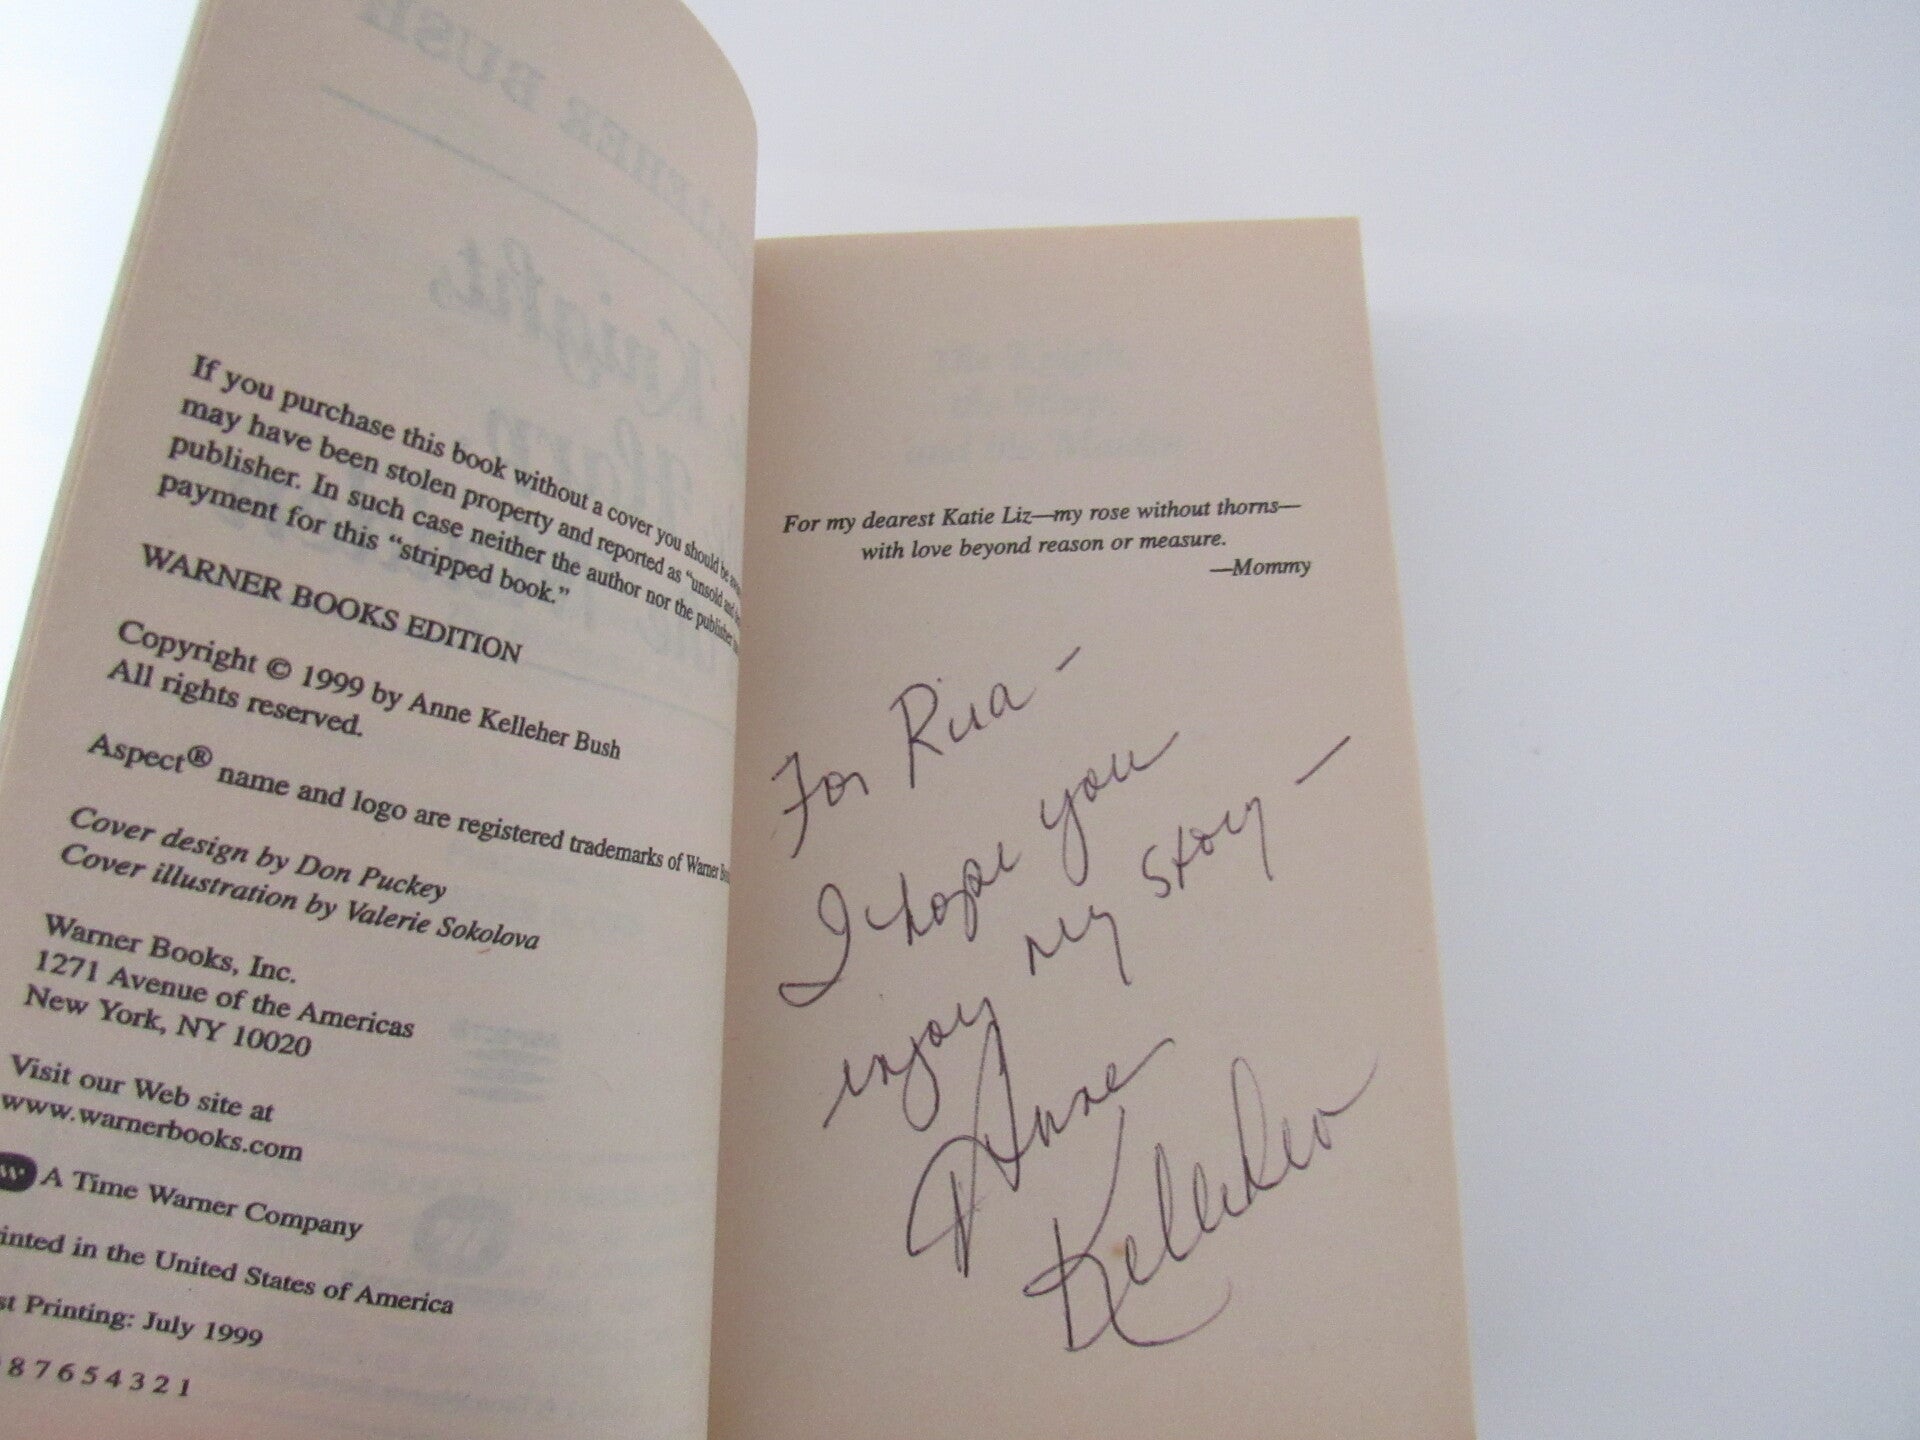 If you purchase this book without a cover you should be
may have been stolen property and reported as "unsold and
publisher. In such case neither the author nor the publisher
payment for this "stripped book."
WARNER BOOKS EDITION
Copyright © 1999 by Anne Kelleher Bush
All rights reserved.
Aspect® name and logo are registered trademarks of Warner
Cover design by Don Puckey
Cover illustration by Valerie Sokolova
Warner Books, Inc.
1271 Avenue of the Americas
New York, NY 10020
Visit our Web site at
www.warnerbooks.com
W A Time Warner Company
inted in the United States of America
st Printing: July 1999
8 7 6 5 4 3 2 1
For my dearest Katie Liz—my rose without thorns—
with love beyond reason or measure.
—Mommy
For
I hope you
enjoy my story —
Anne
Kelleher